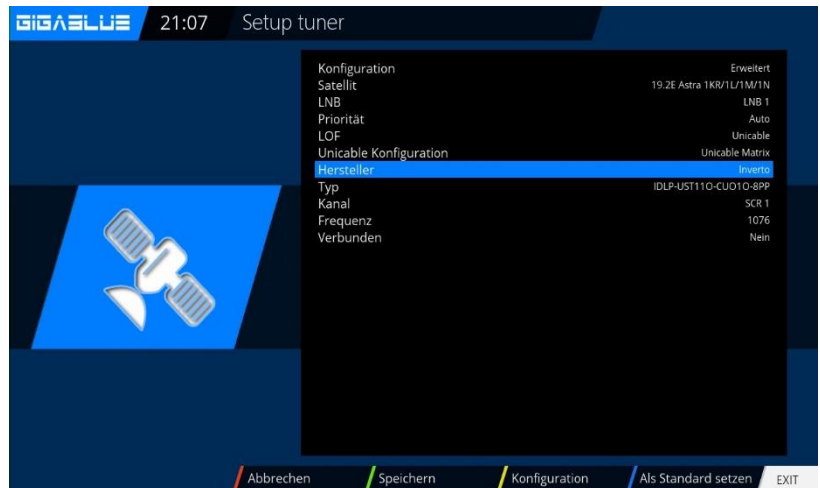 GIGABLUE 21:07 Setup tuner
Konfiguration Erweitert
Satellit 19.2E Astra 1KR/1L/1M/1N
LNB LNB 1
Priorität Auto
LOF Unicable
Unicable Konfiguration Unicable Matrix
Hersteller Inverto
Typ IDLP-UST11O-CUO1O-8PP
Kanal SCR 1
Frequenz 1076
Verbunden Nein
Abbrechen Speichern Konfiguration Als Standard setzen EXIT